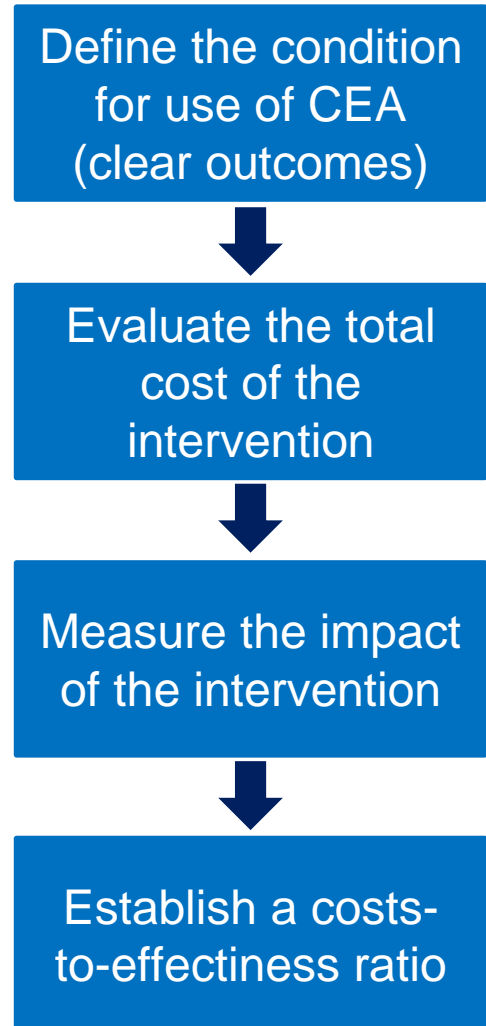 Define the condition
for use of CEA
(clear outcomes)
Evaluate the total
cost of the
intervention
Measure the impact
of the intervention
Establish a costs-
to-effectiness ratio